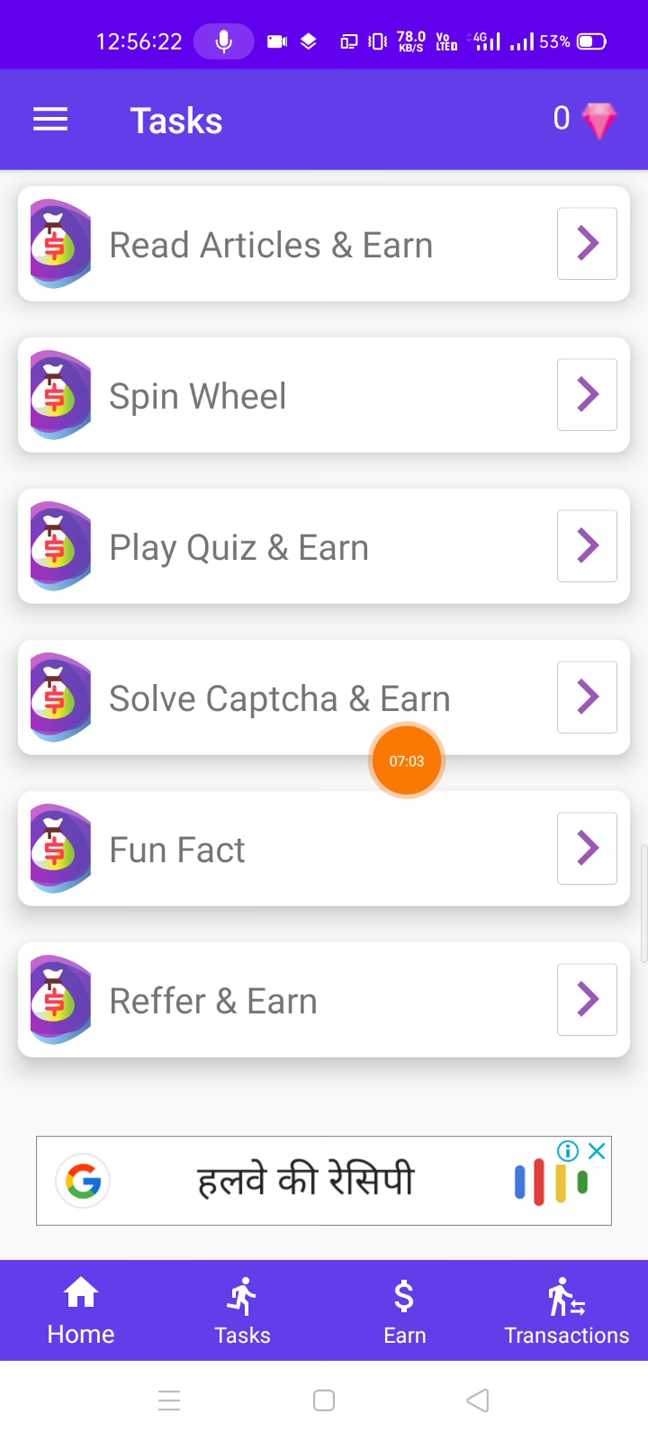 12:56:22 78.0 KB/S Vo LTE 4G 53%
Tasks 0
Read Articles & Earn
Spin Wheel
Play Quiz & Earn
Solve Captcha & Earn
07:03
Fun Fact
Reffer & Earn
हलवे की रेसिपी
Home Tasks Earn Transactions